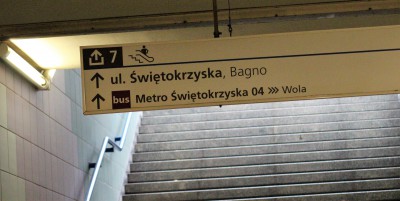 7
ul. Świętokrzyska, Bagno
bus Metro Świętokrzyska 04 >>> Wola